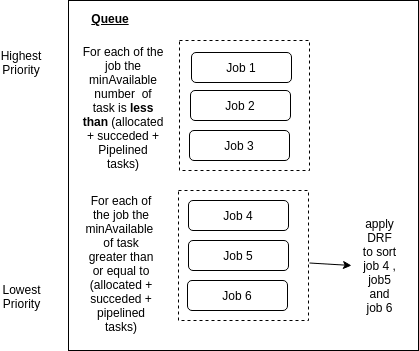 Queue
Highest
Priority
For each of the
job the
minAvailable
number of
task is less
than (allocated
+ succeded +
Pipelined
tasks)
Job 1
Job 2
Job 3
For each of
the job the
minAvailable
of task
greater than
or equal to
(allocated +
succeded +
pipelined
tasks)
Job 4
Job 5
Job 6
apply
DRF
to sort
job 4 ,
job5
and
job 6
Lowest
Priority